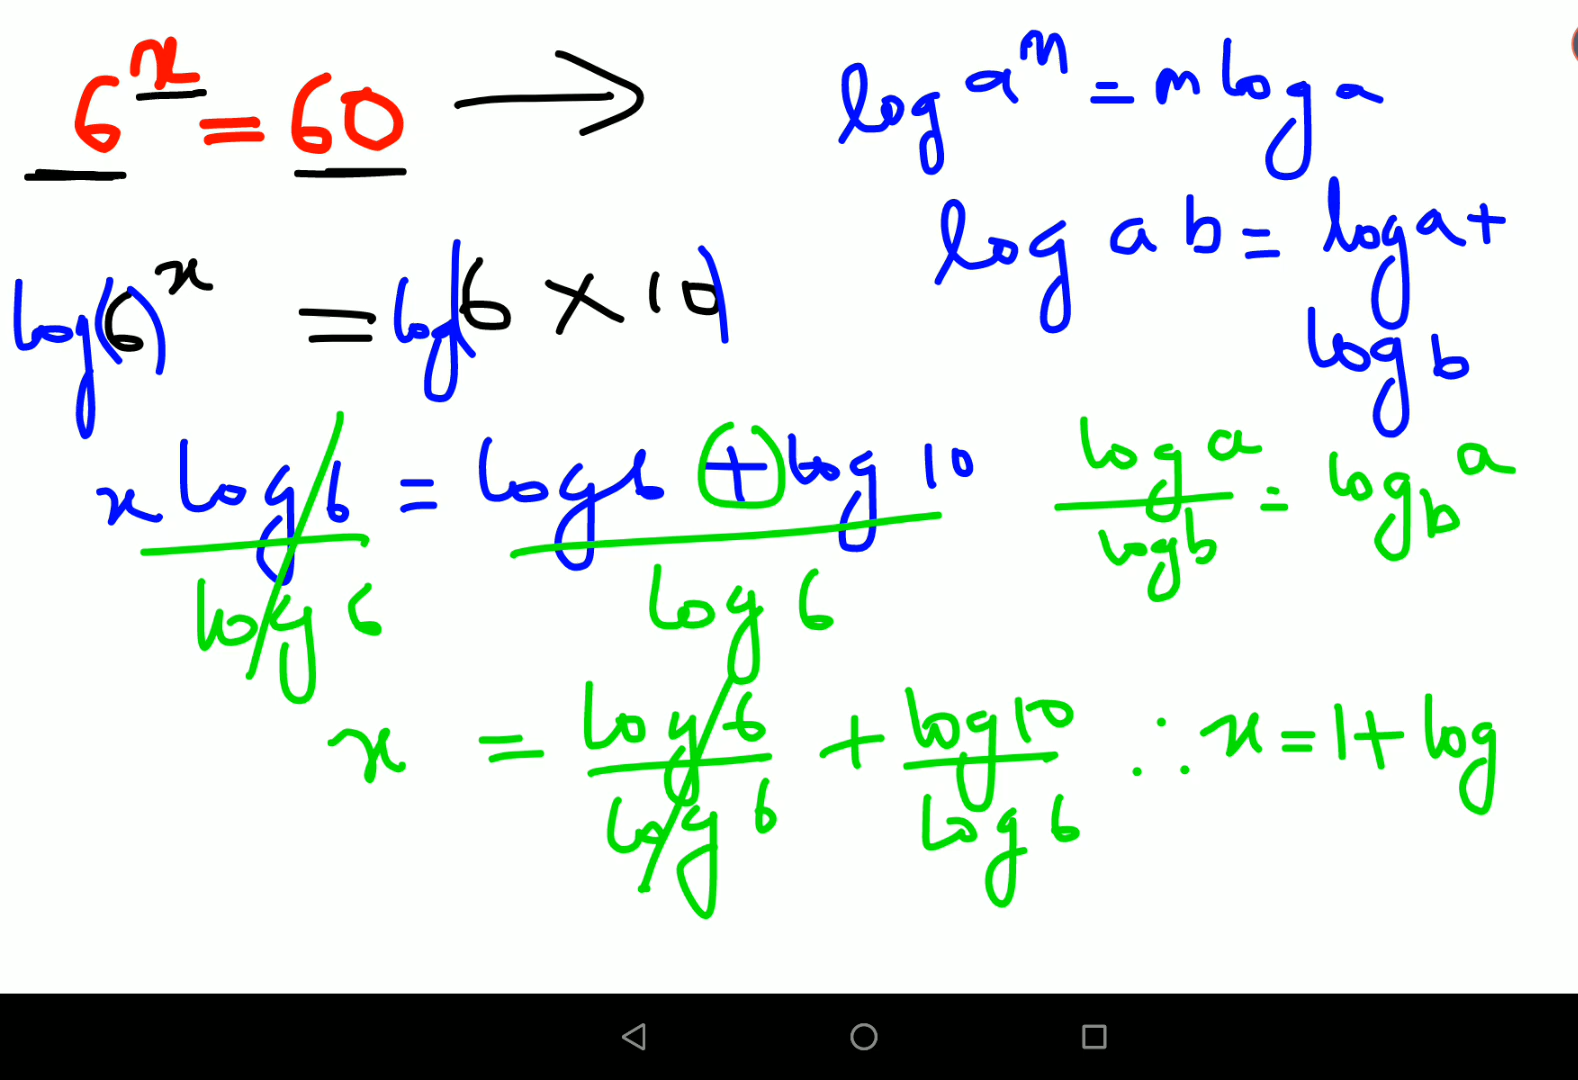 6^x = 60 →
log a^m = m log a
log ab = log a +
log b
log(6)^x = log(6 × 10)
x log 6 / log 6 = log 6 + log 10 / log 6
log a / log b = log_b a
x = log 6 / log 6 + log 10 / log 6 ∴ x = 1 + log